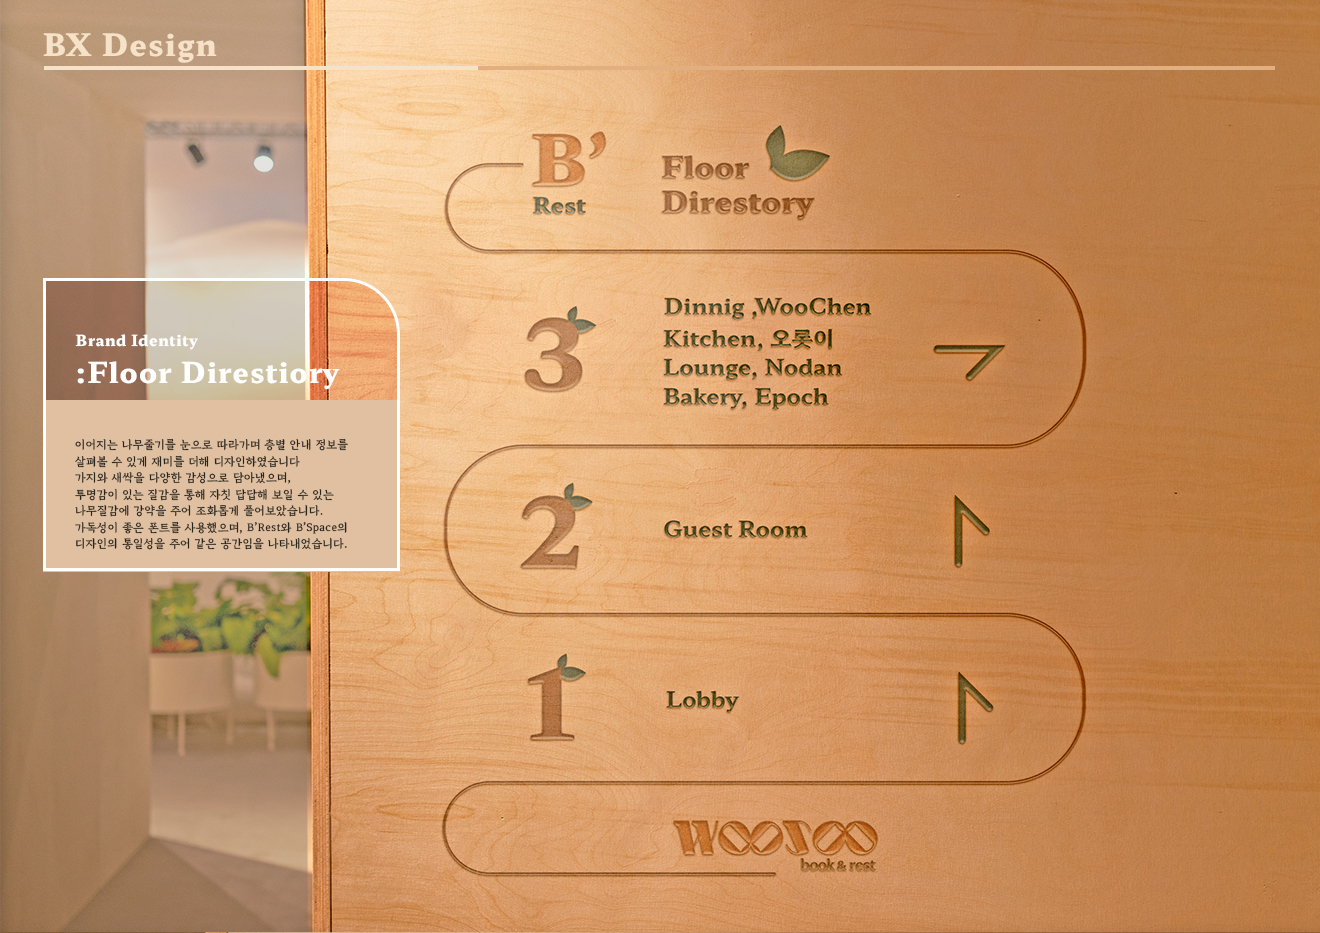 BX Design
B’
Rest
Floor
Direstory
3
Dinnig ,WooChen
Kitchen, 오롯이
Lounge, Nodan
Bakery, Epoch
2
Guest Room
1
Lobby
WOOJOO
book & rest
Brand Identity
:Floor Direstiory
이어지는 나무줄기를 눈으로 따라가며 층별 안내 정보를
살펴볼 수 있게 재미를 더해 디자인하였습니다
가지와 새싹을 다양한 감성으로 담아냈으며,
투명감이 있는 질감을 통해 자칫 답답해 보일 수 있는
나무질감에 강약을 주어 조화롭게 풀어보았습니다.
가독성이 좋은 폰트를 사용했으며, B’Rest와 B’Space의
디자인의 통일성을 주어 같은 공간임을 나타내었습니다.